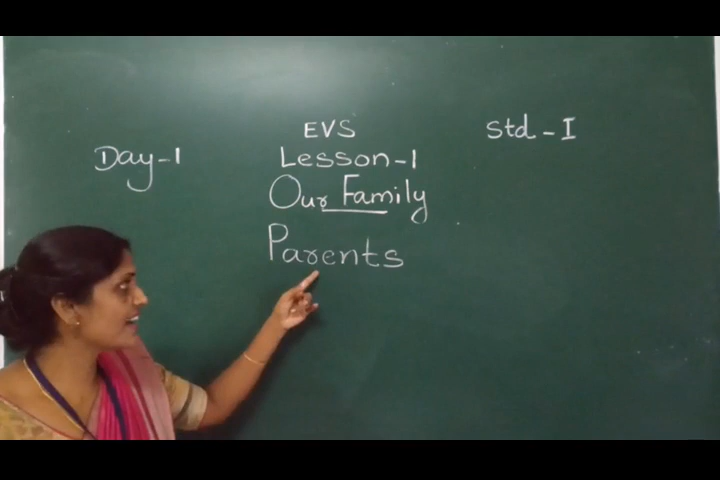 EVS
Std - I
Day - 1
Lesson - 1
Our Family
Parents